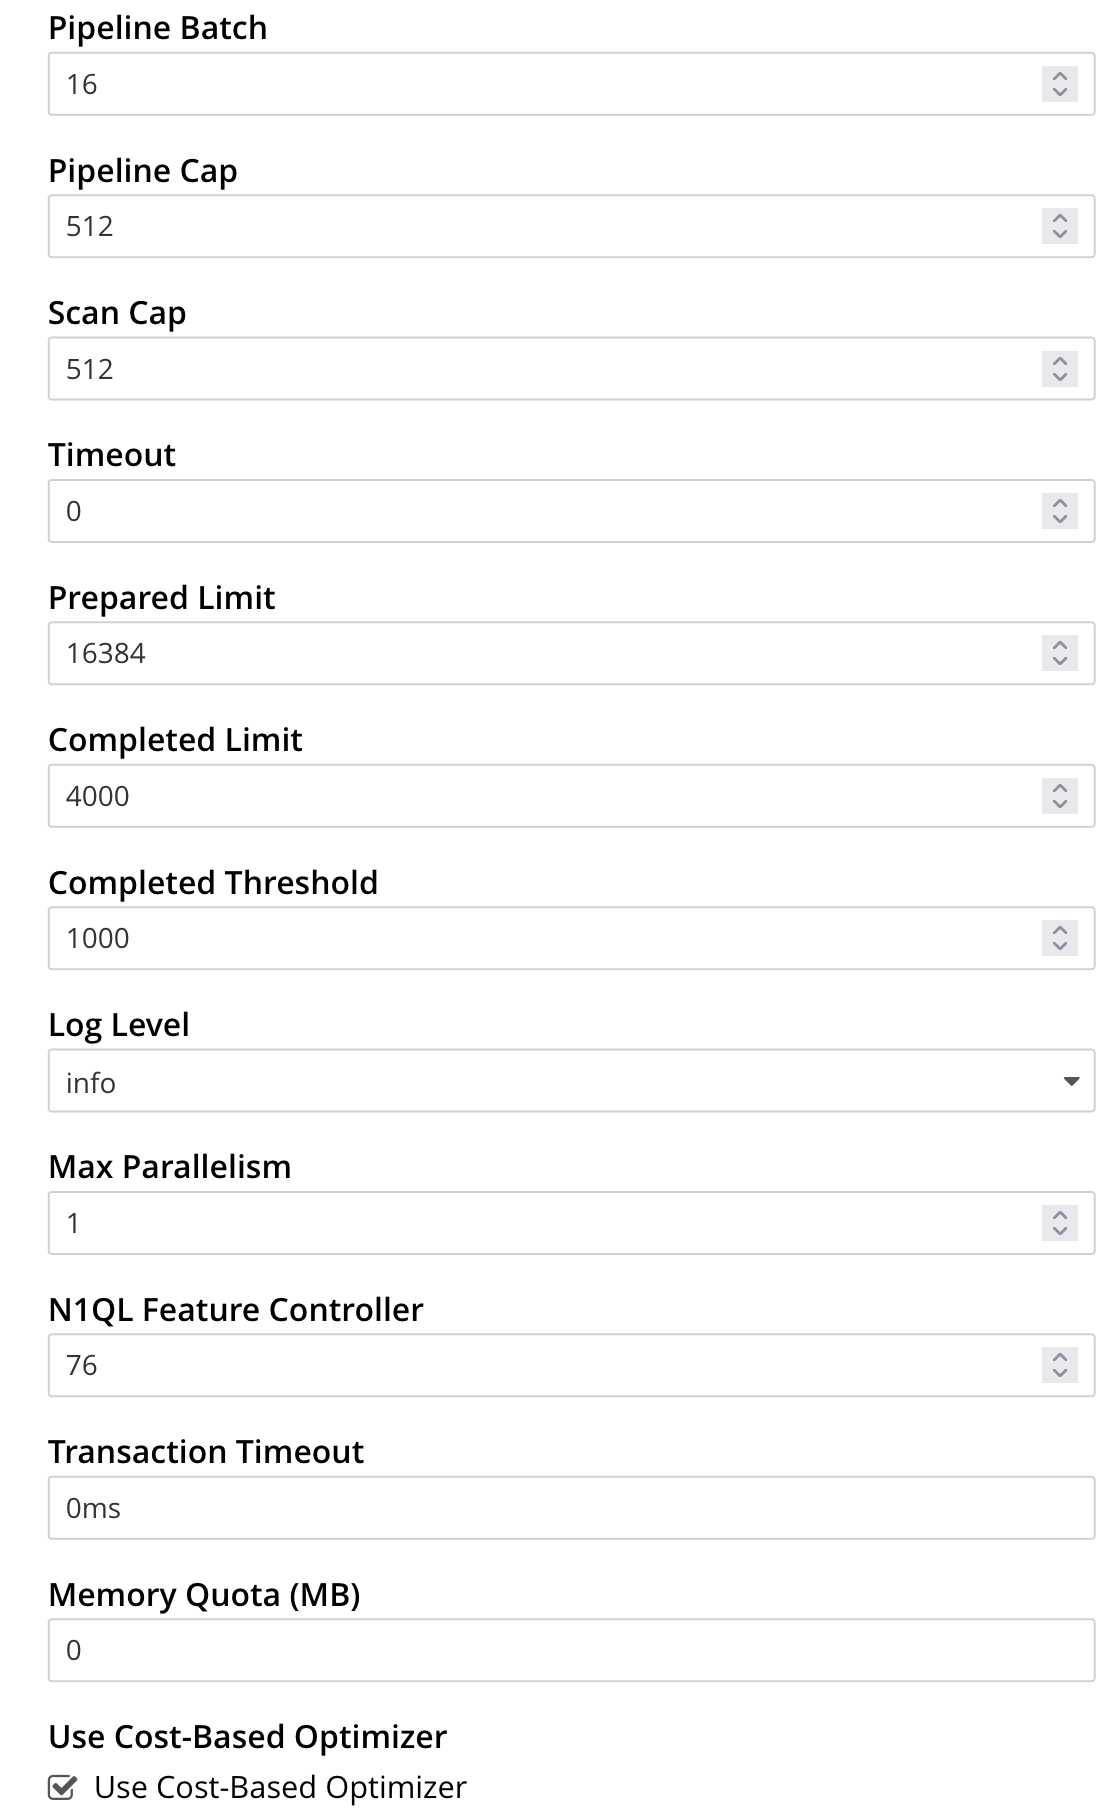 Pipeline Batch
16
Pipeline Cap
512
Scan Cap
512
Timeout
0
Prepared Limit
16384
Completed Limit
4000
Completed Threshold
1000
Log Level
info
Max Parallelism
1
N1QL Feature Controller
76
Transaction Timeout
0ms
Memory Quota (MB)
0
Use Cost-Based Optimizer
Use Cost-Based Optimizer